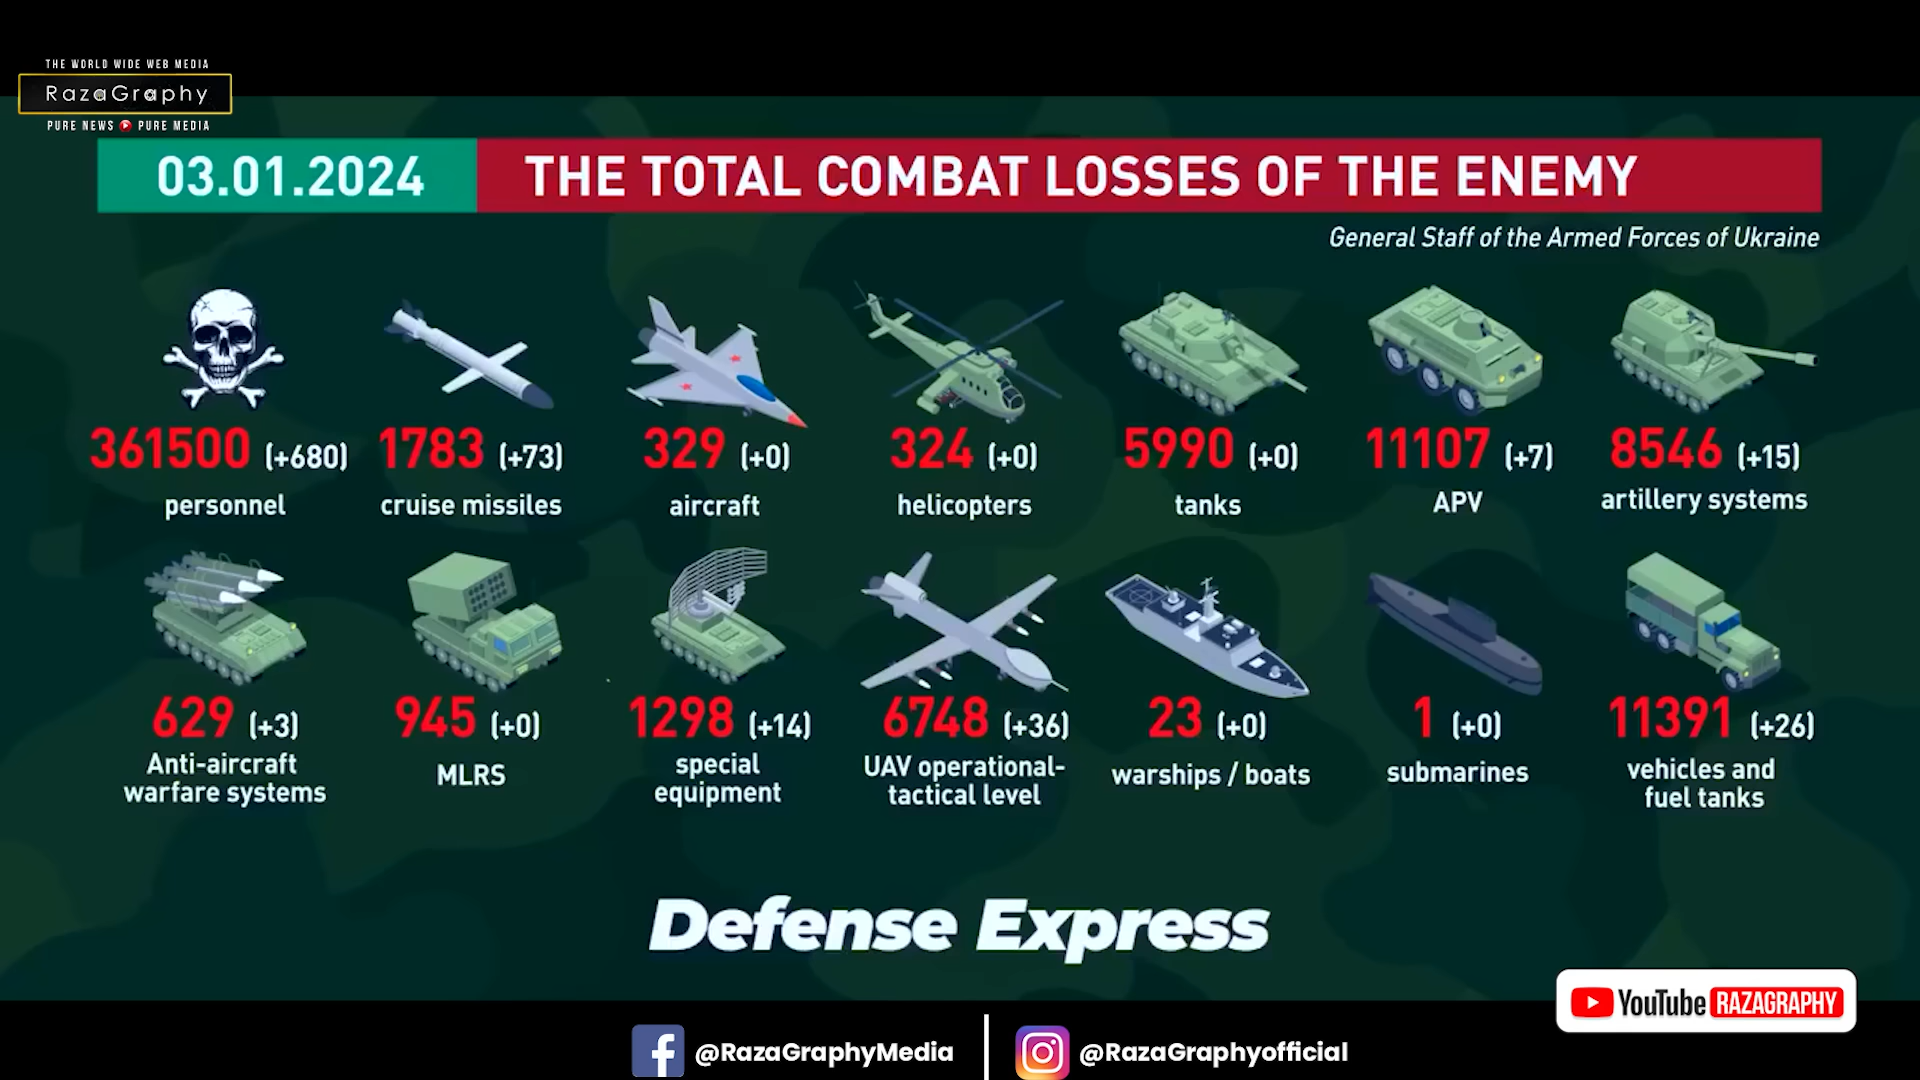 THE WORLD WIDE WEB MEDIA
RazaGraphy
PURE NEWS PURE MEDIA
03.01.2024 THE TOTAL COMBAT LOSSES OF THE ENEMY
General Staff of the Armed Forces of Ukraine
361500 (+680)
personnel
1783 (+73)
cruise missiles
329 (+0)
aircraft
324 (+0)
helicopters
5990 (+0)
tanks
11107 (+7)
APV
8546 (+15)
artillery systems
629 (+3)
Anti-aircraft
warfare systems
945 (+0)
MLRS
1298 (+14)
special
equipment
6748 (+36)
UAV operational-
tactical level
23 (+0)
warships / boats
1 (+0)
submarines
11391 (+26)
vehicles and
fuel tanks
Defense Express
YouTube RAZAGRAPHY
@RazaGraphyMedia
@RazaGraphyofficial